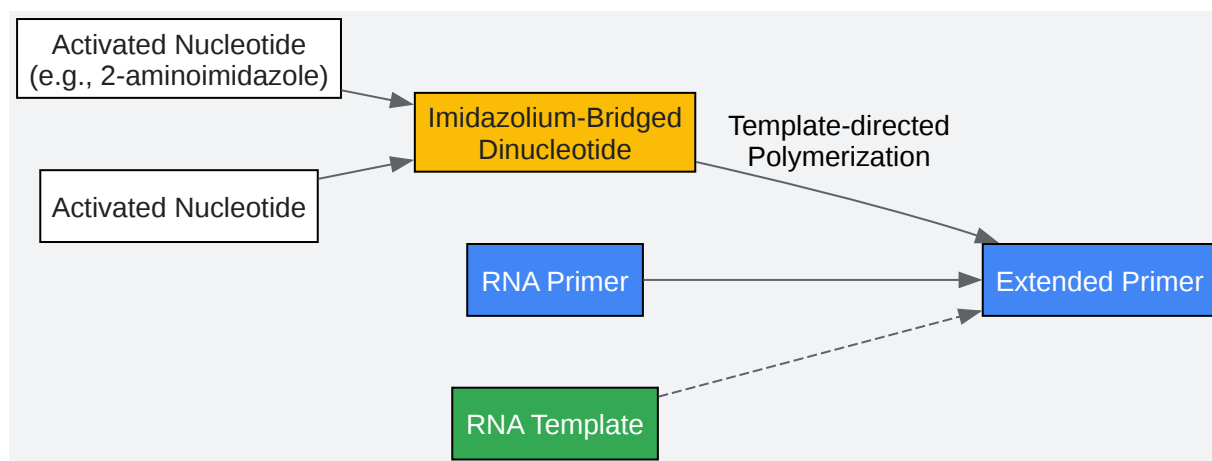 Activated Nucleotide
(e.g., 2-aminoimidazole)
Imidazolium-Bridged
Dinucleotide
Template-directed
Polymerization
Activated Nucleotide
RNA Primer
Extended Primer
RNA Template